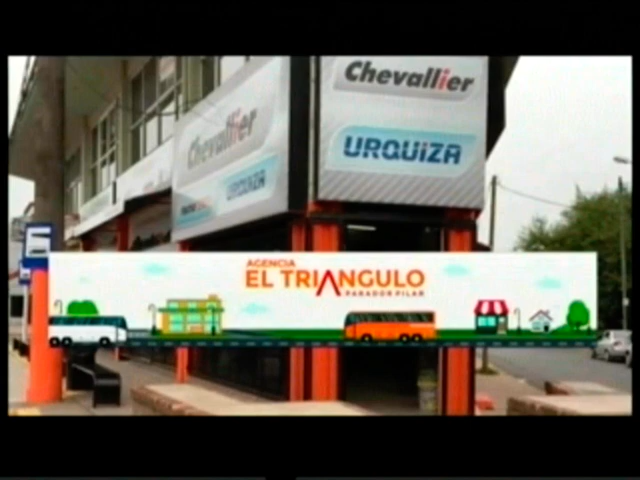 Chevallier
URQUIZA
Chevallier
URQUIZA
AGENCIA
EL TRIANGULO
PARADOR PILAR